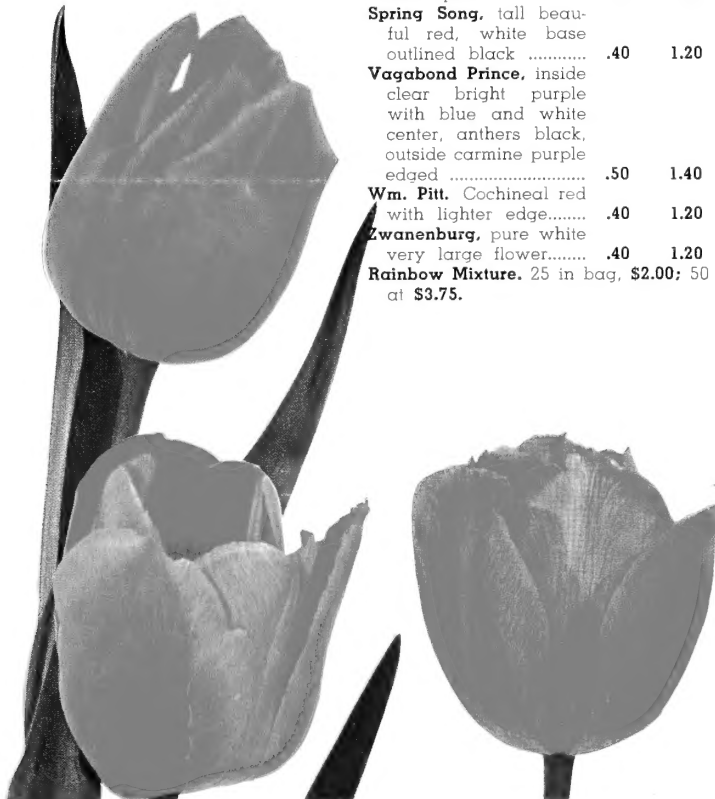 Spring Song, tall beau-
ful red, white base
outlined black ............ .40 1.20
Vagabond Prince, inside
clear bright purple
with blue and white
center, anthers black,
outside carmine purple
edged ......................... .50 1.40
Wm. Pitt. Cochineal red
with lighter edge........ .40 1.20
Zwanenburg, pure white
very large flower........ .40 1.20
Rainbow Mixture. 25 in bag, $2.00; 50
at $3.75.